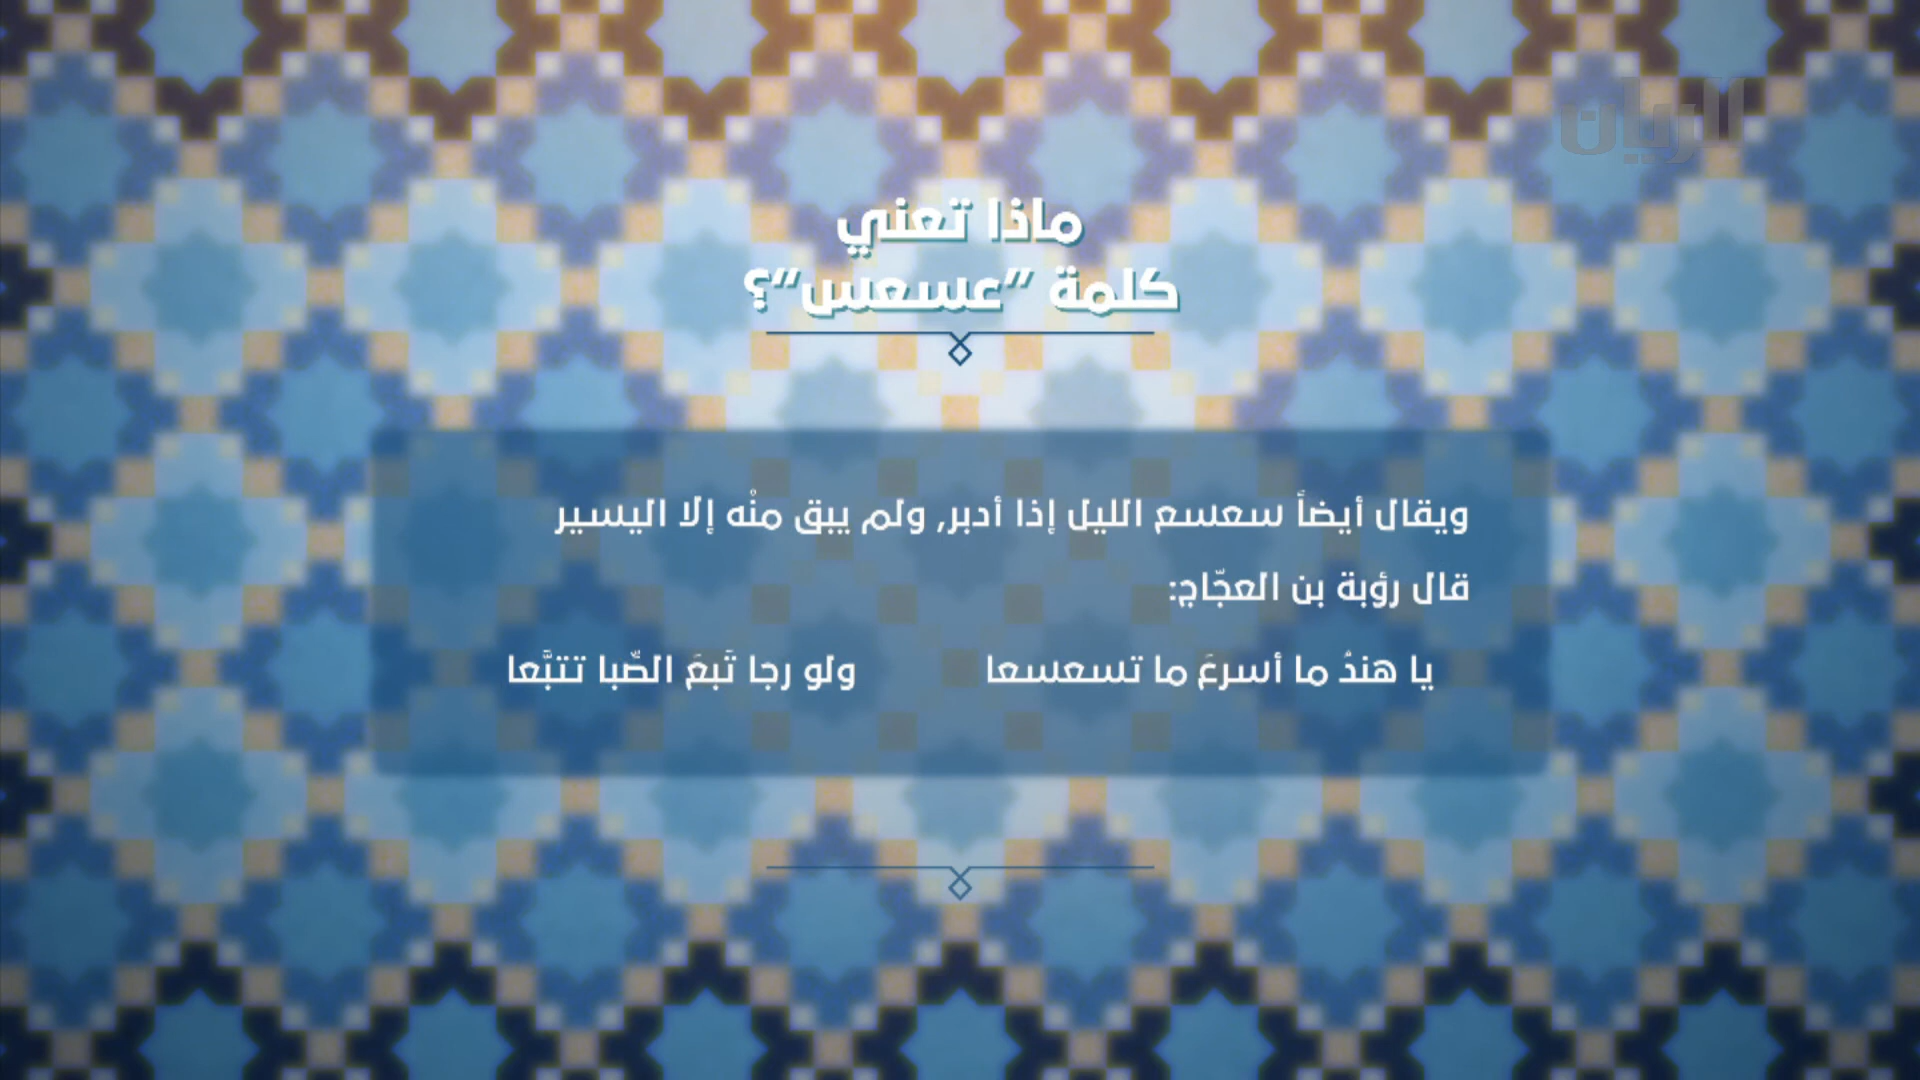 الريان
ماذا تعني
كلمة "عسعس"؟
ويقال أيضاً سعسع الليل إذا أدبر, ولم يبق منْه إلا اليسير
قال رؤبة بن العجّاج:
يا هندُ ما أسرعَ ما تسعسعا ولو رجا تَبعَ الصِّبا تتبَّعا